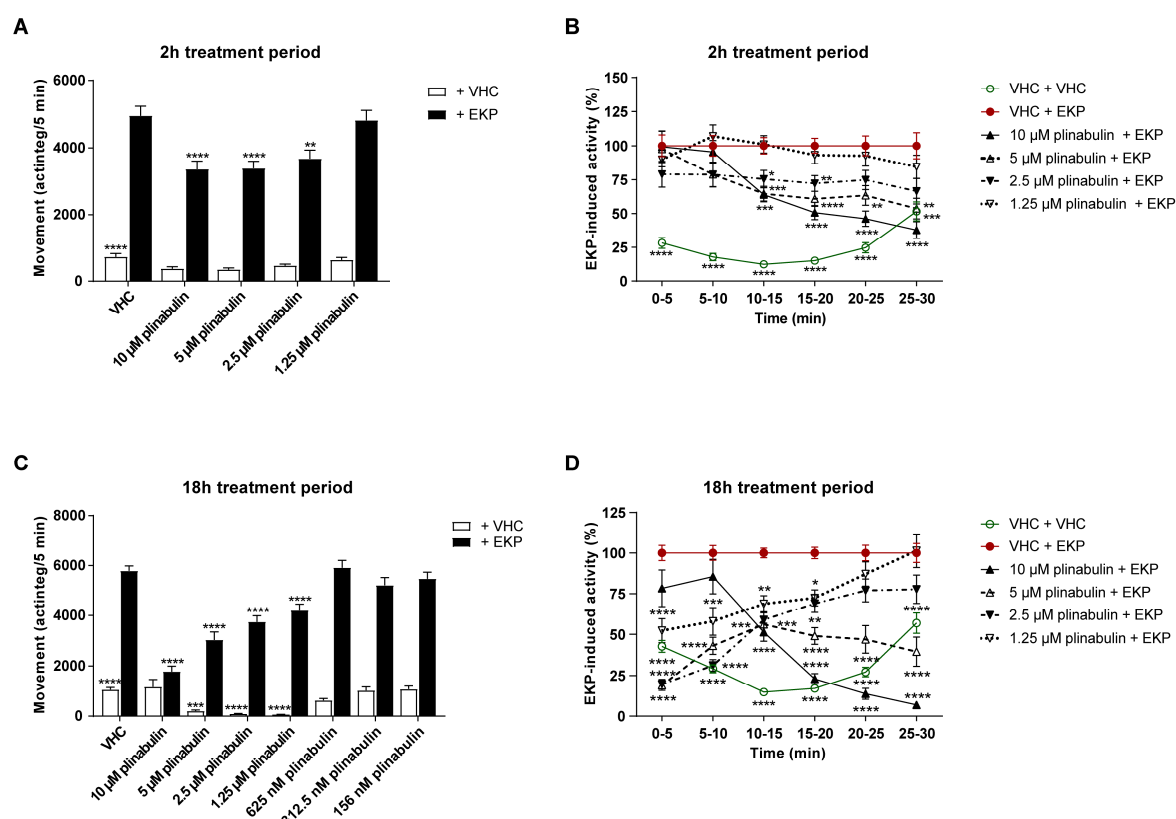 A
2h treatment period
Movement (actinteg/5 min)
6000
4000
2000
0
****
****
****
**
VHC
10 µM plinabulin
5 µM plinabulin
2.5 µM plinabulin
1.25 µM plinabulin
+ VHC
+ EKP
B
2h treatment period
EKP-induced activity (%)
150
125
100
75
50
25
0
*
***
***
**
****
****
**
****
**
***
****
****
****
****
****
****
0-5
5-10
10-15
15-20
20-25
25-30
Time (min)
VHC + VHC
VHC + EKP
10 µM plinabulin + EKP
5 µM plinabulin + EKP
2.5 µM plinabulin + EKP
1.25 µM plinabulin + EKP
C
18h treatment period
Movement (actinteg/5 min)
8000
6000
4000
2000
0
****
****
***
****
****
****
****
****
VHC
10 µM plinabulin
5 µM plinabulin
2.5 µM plinabulin
1.25 µM plinabulin
625 nM plinabulin
312.5 nM plinabulin
156 nM plinabulin
+ VHC
+ EKP
D
18h treatment period
EKP-induced activity (%)
125
100
75
50
25
0
****
****
****
****
***
****
****
****
**
***
***
****
****
*
**
****
****
****
****
****
****
****
****
****
0-5
5-10
10-15
15-20
20-25
25-30
Time (min)
VHC + VHC
VHC + EKP
10 µM plinabulin + EKP
5 µM plinabulin + EKP
2.5 µM plinabulin + EKP
1.25 µM plinabulin + EKP